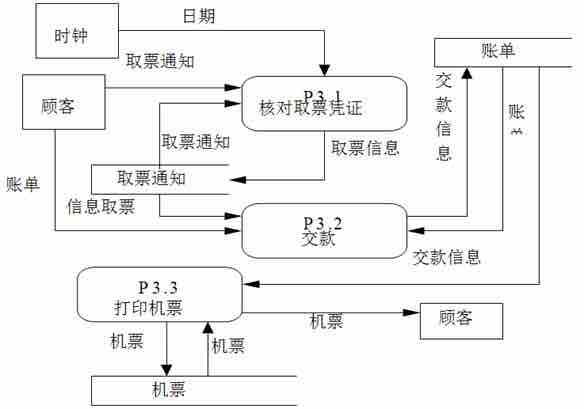 日期
时钟
取票通知
账单
P3.1
核对取票凭证
顾客
交款信息
账单
取票通知
取票信息
取票通知
账单
信息取票
P3.2
交款
交款信息
P3.3
打印机票
机票
顾客
机票
机票
机票